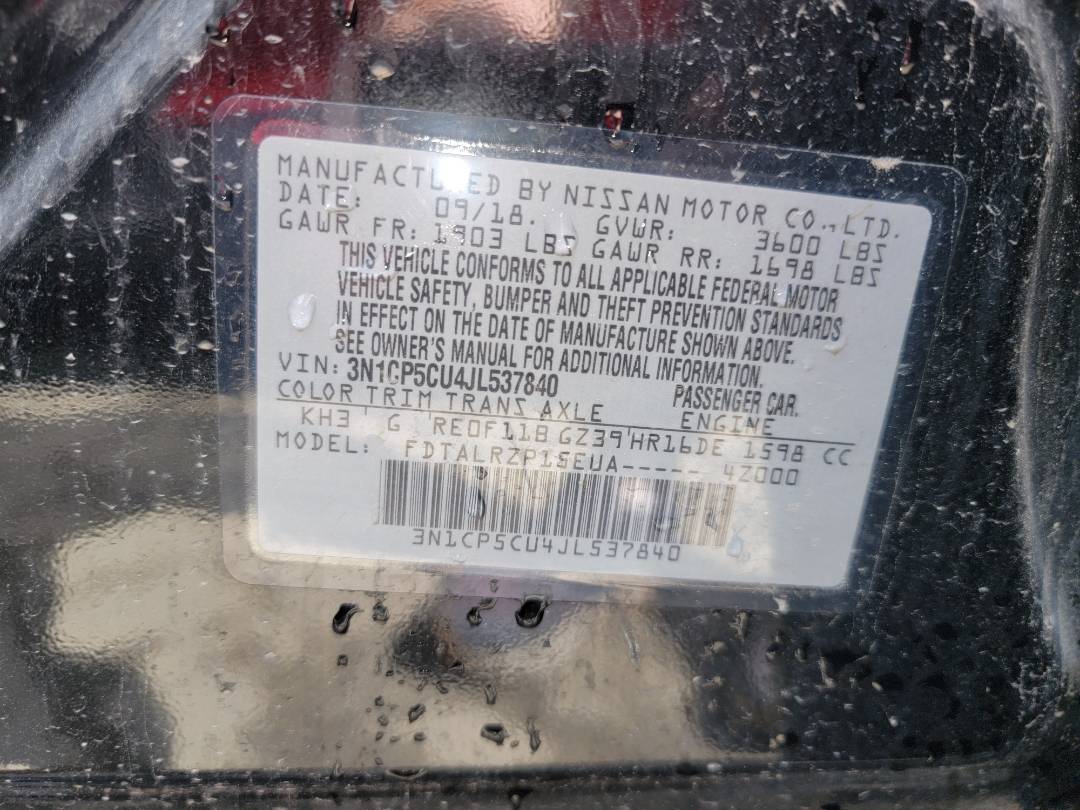 MANUFACTURED BY NISSAN MOTOR CO., LTD.
DATE: 09/18. GVWR: 3600 LBS
GAWR FR: 1903 LBS GAWR RR: 1698 LBS
THIS VEHICLE CONFORMS TO ALL APPLICABLE FEDERAL MOTOR
VEHICLE SAFETY, BUMPER AND THEFT PREVENTION STANDARDS
IN EFFECT ON THE DATE OF MANUFACTURE SHOWN ABOVE.
SEE OWNER'S MANUAL FOR ADDITIONAL INFORMATION.
VIN: 3N1CP5CU4JL537840 PASSENGER CAR.
COLOR TRIM TRANS AXLE ENGINE
KH3 G RE0F11B GZ39 HR16DE 1598 CC
MODEL: FDTALRZP15EUA----- 4Z000
3N1CP5CU4JL537840